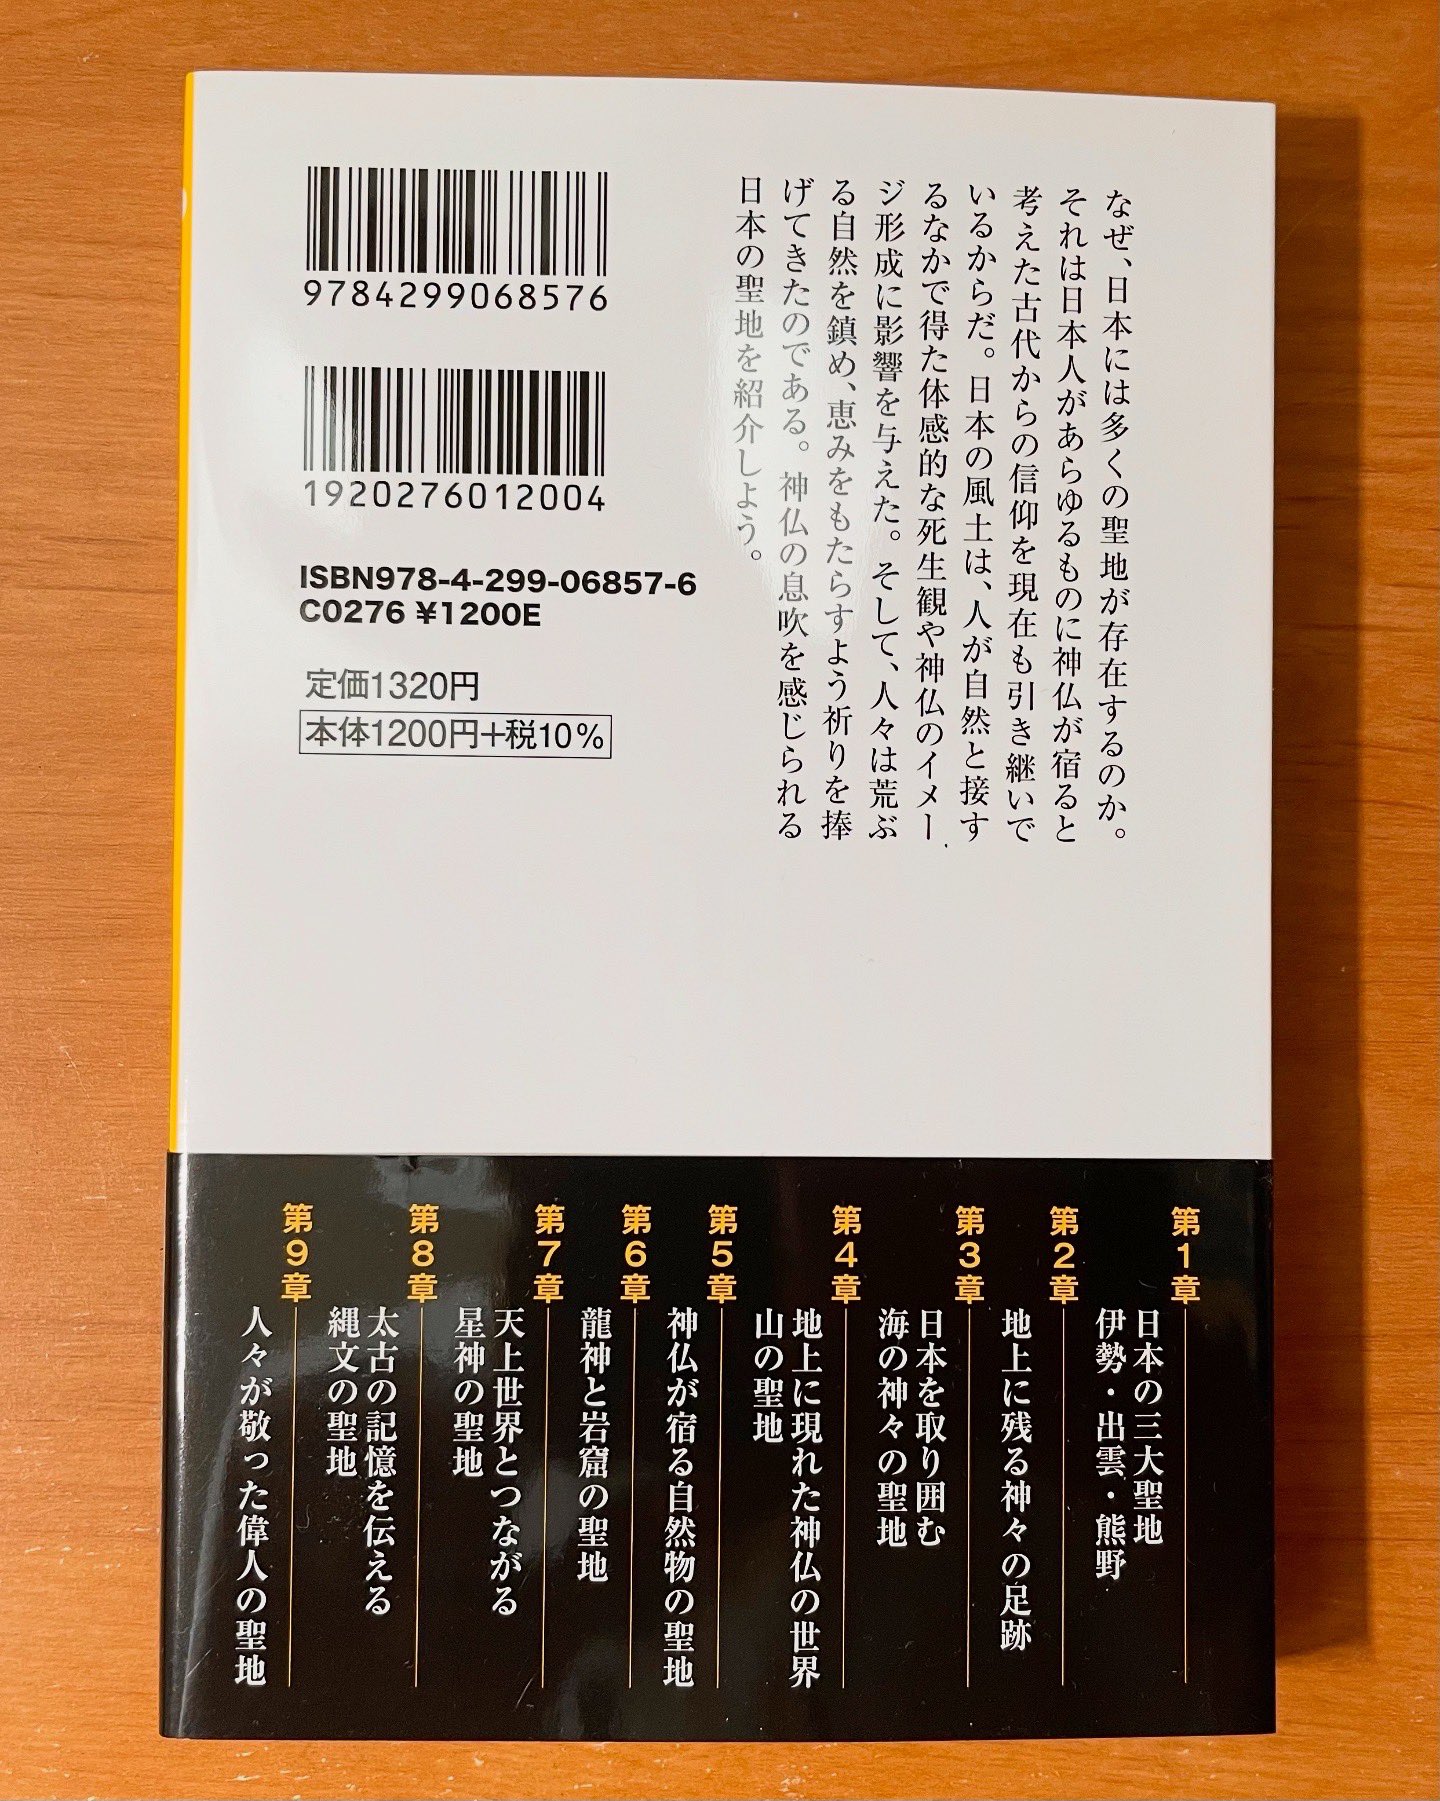 なぜ、日本には多くの聖地が存在するのか。
それは日本人があらゆるものに神仏が宿ると
考えた古代からの信仰を現在も引き継いで
いるからだ。日本の風土は、人が自然と接す
るなかで得た体感的な死生観や神仏のイメー
ジ形成に影響を与えた。そして、人々は荒ぶ
る自然を鎮め、恵みをもたらすよう祈りを捧
げてきたのである。神仏の息吹を感じられる
日本の聖地を紹介しよう。
9784299068576
1920276012004
ISBN978-4-299-06857-6
C0276 ¥1200E
定価1320円
本体1200円+税10%
第1章
日本の三大聖地
伊勢・出雲・熊野
第2章
地上に残る神々の足跡
第3章
日本を取り囲む
海の神々の聖地
第4章
地上に現れた神仏の世界
山の聖地
第5章
神仏が宿る自然物の聖地
第6章
龍神と岩窟の聖地
第7章
天上世界とつながる
星神の聖地
第8章
太古の記憶を伝える
縄文の聖地
第9章
人々が敬った偉人の聖地